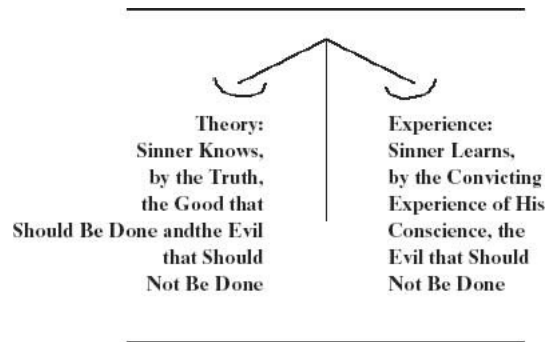 Theory:
Sinner Knows,
by the Truth,
the Good that
Should Be Done andthe Evil
that Should
Not Be Done
Experience:
Sinner Learns,
by the Convicting
Experience of His
Conscience, the
Evil that Should
Not Be Done